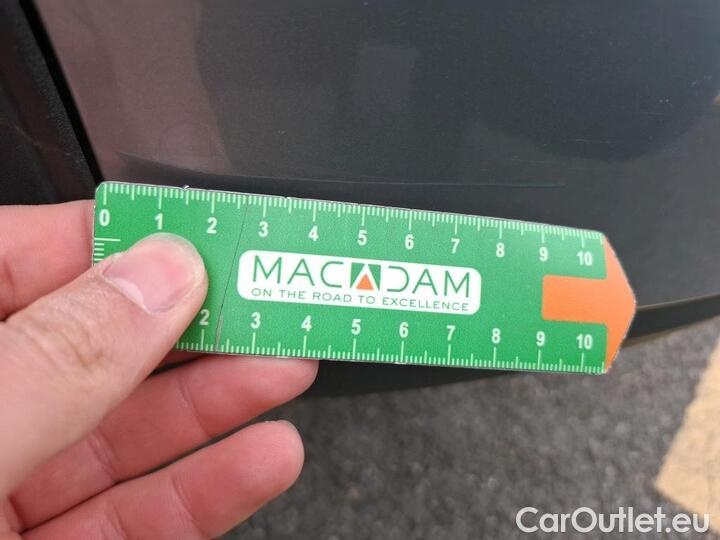 0 1 2 3 4 5 6 7 8 9 10
MACADAM
ON THE ROAD TO EXCELLENCE
2 3 4 5 6 7 8 9 10
CarOutlet.eu